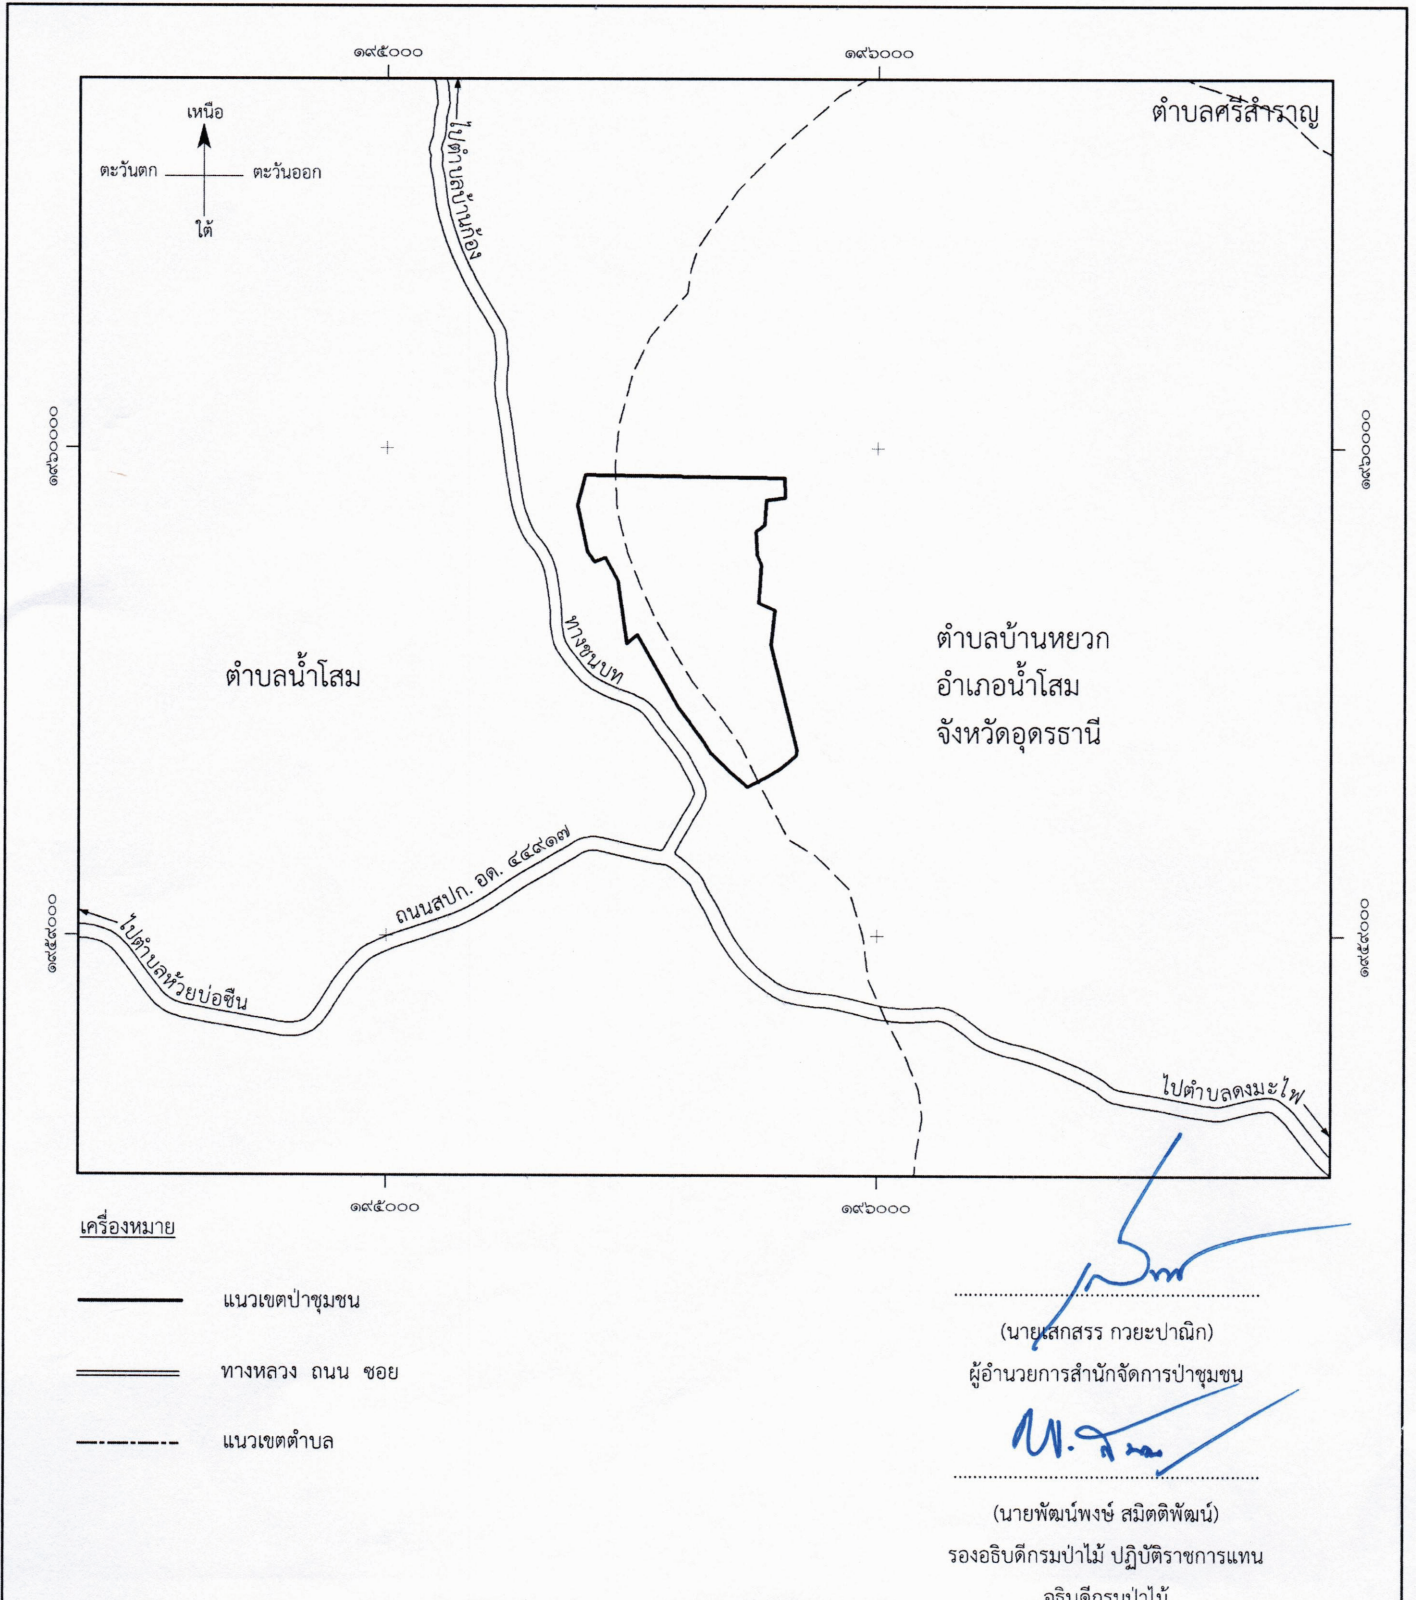 ๑๙๕๐๐๐
๑๙๖๐๐๐
เหนือ
ตะวันตก
ตะวันออก
ใต้
ไปตำบลบ้านก้อง
ตำบลศรีสำราญ
๑๙๖๐๐๐๐
๑๙๖๐๐๐๐
ทางชนบท
ตำบลน้ำโสม
ตำบลบ้านหยวก
อำเภอน้ำโสม
จังหวัดอุดรธานี
ถนนสปก. อด. ๔๔๙๑๗
๑๙๕๙๐๐๐
๑๙๕๙๐๐๐
ไปตำบลห้วยบ่อซืน
ไปตำบลดงมะไฟ
๑๙๕๐๐๐
๑๙๖๐๐๐
เครื่องหมาย
แนวเขตป่าชุมชน
ทางหลวง ถนน ซอย
แนวเขตตำบล
(นายเสกสรร กวยะปาณิก)
ผู้อำนวยการสำนักจัดการป่าชุมชน
(นายพัฒน์พงษ์ สมิตติพัฒน์)
รองอธิบดีกรมป่าไม้ ปฏิบัติราชการแทน
อธิบดีกรมป่าไม้